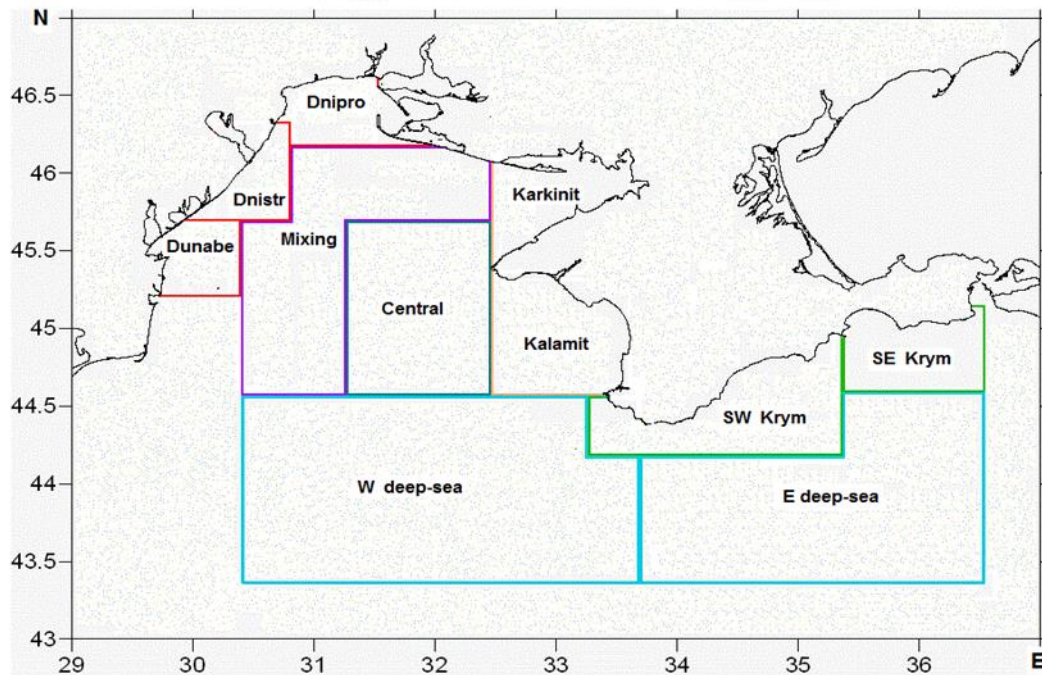 N
46.5
46
45.5
45
44.5
44
43.5
43
Dnipro
Dnistr
Karkinit
Dunabe
Mixing
Central
Kalamit
SE Krym
SW Krym
W deep-sea
E deep-sea
29 30 31 32 33 34 35 36 E